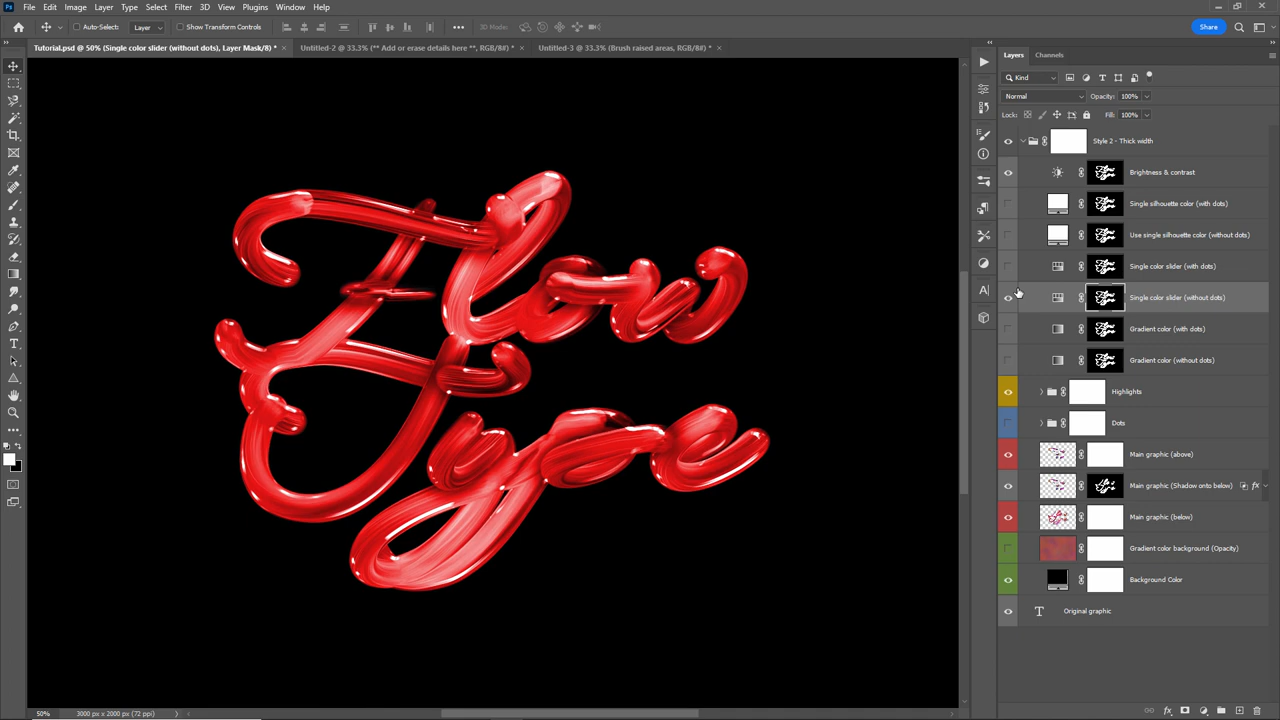 Ps File Edit Image Layer Type Select Filter 3D View Plugins Window Help
Auto-Select: Layer Show Transform Controls 3D Mode: Share
Tutorial.psd @ 50% (Single color slider (without dots), Layer Mask/8) * × Untitled-2 @ 33.3% (** Add or erase details here **, RGB/8#) * × Untitled-3 @ 33.3% (Brush raised areas, RGB/8#) * ×
Layers Channels
Kind
Normal Opacity: 100%
Lock: Fill: 100%
Style 2 - Thick width
Brightness & contrast
Single silhouette color (with dots)
Use single silhouette color (without dots)
Single color slider (with dots)
Single color slider (without dots)
Gradient color (with dots)
Gradient color (without dots)
Highlights
Dots
Main graphic (above)
Main graphic (Shadow onto below) fx
Main graphic (below)
Gradient color background (Opacity)
Background Color
T Original graphic
Flow
eye
50% 3000 px x 2000 px (72 ppi)